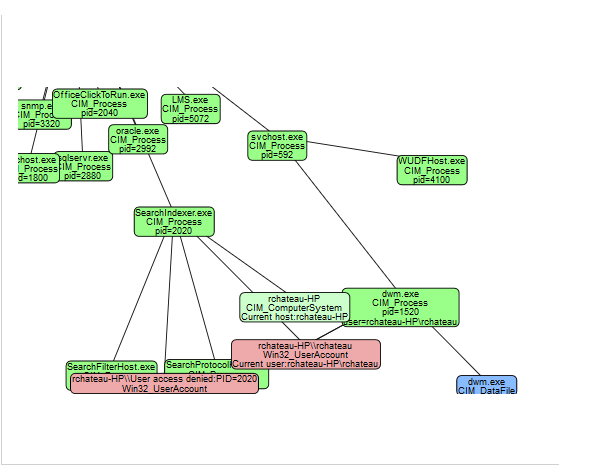 snmp.e
CIM_Proc
pid=3320
OfficeClickToRun.exe
CIM_Process
pid=2040
LMS.exe
CIM_Process
pid=5072
oracle.exe
CIM_Process
pid=2992
svchost.exe
CIM_Process
pid=592
host.exe
_Process
=1800
sqlservr.exe
CIM_Process
pid=2880
WUDFHost.exe
CIM_Process
pid=4100
SearchIndexer.exe
CIM_Process
pid=2020
rchateau-HP
CIM_ComputerSystem
Current host:rchateau-HP
dwm.exe
CIM_Process
pid=1520
user=rchateau-HP\rchateau
rchateau-HP\\rchateau
Win32_UserAccount
Current user:rchateau-HP\rchateau
SearchFilterHost.exe
SearchProtocol
rchateau-HP\\User access denied:PID=2020
Win32_UserAccount
dwm.exe
CIM_DataFile